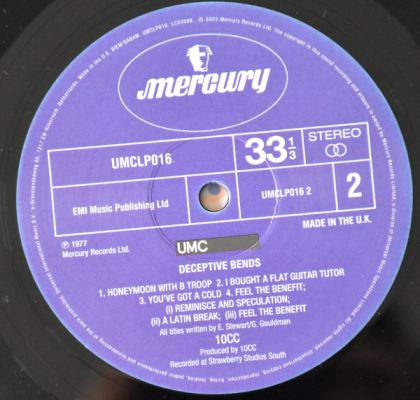 mercury
UMCLP016
33 1/3
STEREO
EMI Music Publishing Ltd
UMCLP016 2
2
MADE IN THE U.K.
℗ 1977
Mercury Records Ltd.
UMC
DECEPTIVE BENDS
1. HONEYMOON WITH B TROOP 2. I BOUGHT A FLAT GUITAR TUTOR
3. YOU'VE GOT A COLD 4. FEEL THE BENEFIT;
(i) REMINISCE AND SPECULATION;
(ii) A LATIN BREAK; (iii) FEEL THE BENEFIT
All titles written by E. Stewart/G. Gouldman
10CC
Produced by 10CC
Recorded at Strawberry Studios South